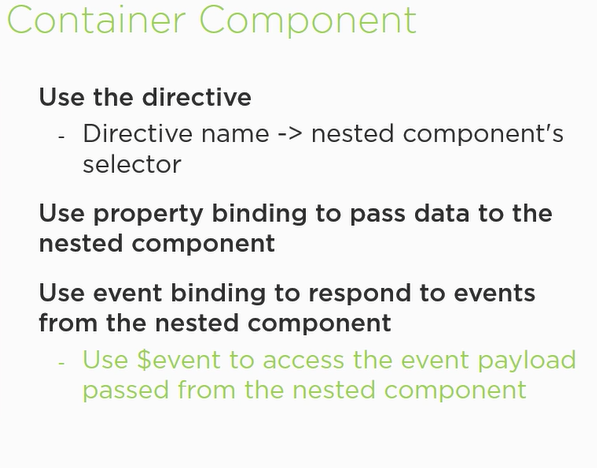 Container Component
Use the directive
- Directive name -> nested component's
selector
Use property binding to pass data to the
nested component
Use event binding to respond to events
from the nested component
- Use $event to access the event payload
passed from the nested component